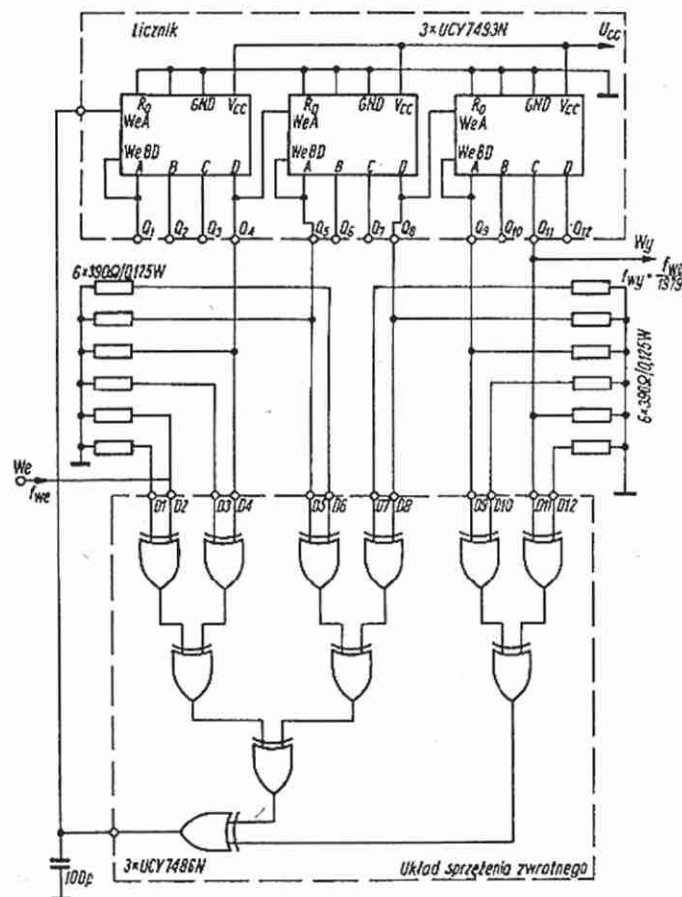 Licznik
3×UCY7493N
Ucc
R0 GND VCC
R0 GND VCC
R0 GND VCC
WeA
WeA
WeA
WeBD
WeBD
WeBD
A B C D
A B C D
A B C D
Q1 Q2 Q3 Q4 Q5 Q6 Q7 Q8 Q9 Q10 Q11 Q12
Wy
6×390Ω/0,125W
6×390Ω/0,125W
We
fwe
D1 D2 D3 D4 D5 D6 D7 D8 D9 D10 D11 D12
3×UCY7486N
Układ sprzężenia zwrotnego
100p